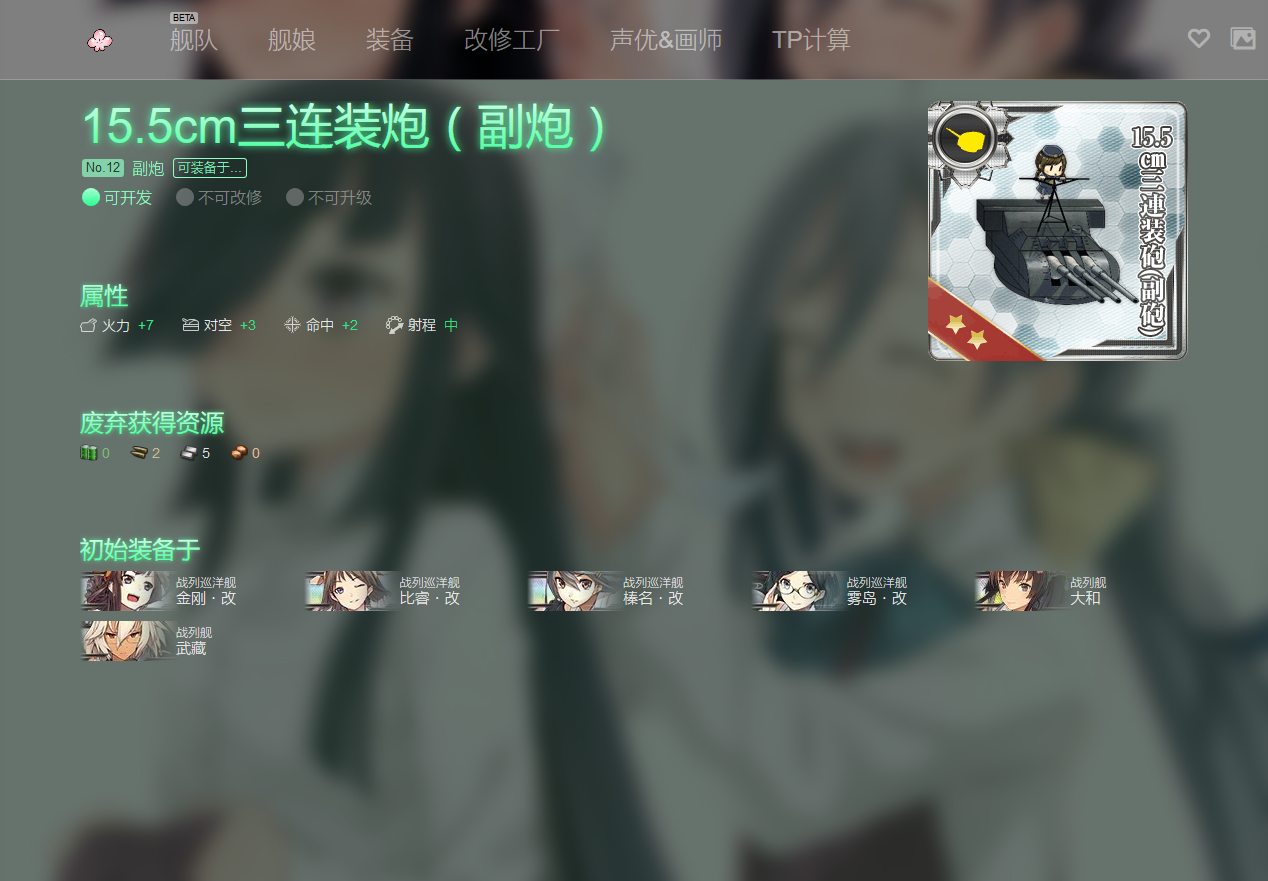 BETA
舰队 舰娘 装备 改修工厂 声优&画师 TP计算
15.5cm三连装炮（副炮）
No.12 副炮 可装备于...
可开发 不可改修 不可升级
15.5cm三連装砲(副砲)
属性
火力 +7 对空 +3 命中 +2 射程 中
废弃获得资源
0 2 5 0
初始装备于
战列巡洋舰 战列巡洋舰 战列巡洋舰 战列巡洋舰 战列舰
金刚·改 比睿·改 榛名·改 雾岛·改 大和
战列舰
武藏